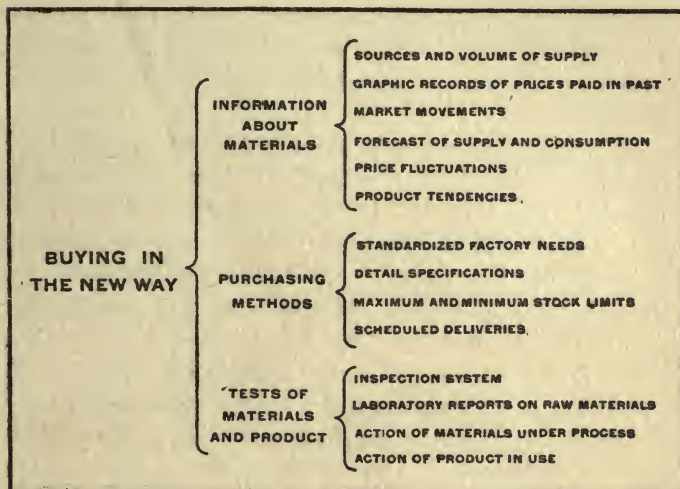 BUYING IN
THE NEW WAY
INFORMATION
ABOUT
MATERIALS
SOURCES AND VOLUME OF SUPPLY
GRAPHIC RECORDS OF PRICES PAID IN PAST
MARKET MOVEMENTS
FORECAST OF SUPPLY AND CONSUMPTION
PRICE FLUCTUATIONS
PRODUCT TENDENCIES
PURCHASING
METHODS
STANDARDIZED FACTORY NEEDS
DETAIL SPECIFICATIONS
MAXIMUM AND MINIMUM STOCK LIMITS
SCHEDULED DELIVERIES
TESTS OF
MATERIALS
AND PRODUCT
INSPECTION SYSTEM
LABORATORY REPORTS ON RAW MATERIALS
ACTION OF MATERIALS UNDER PROCESS
ACTION OF PRODUCT IN USE